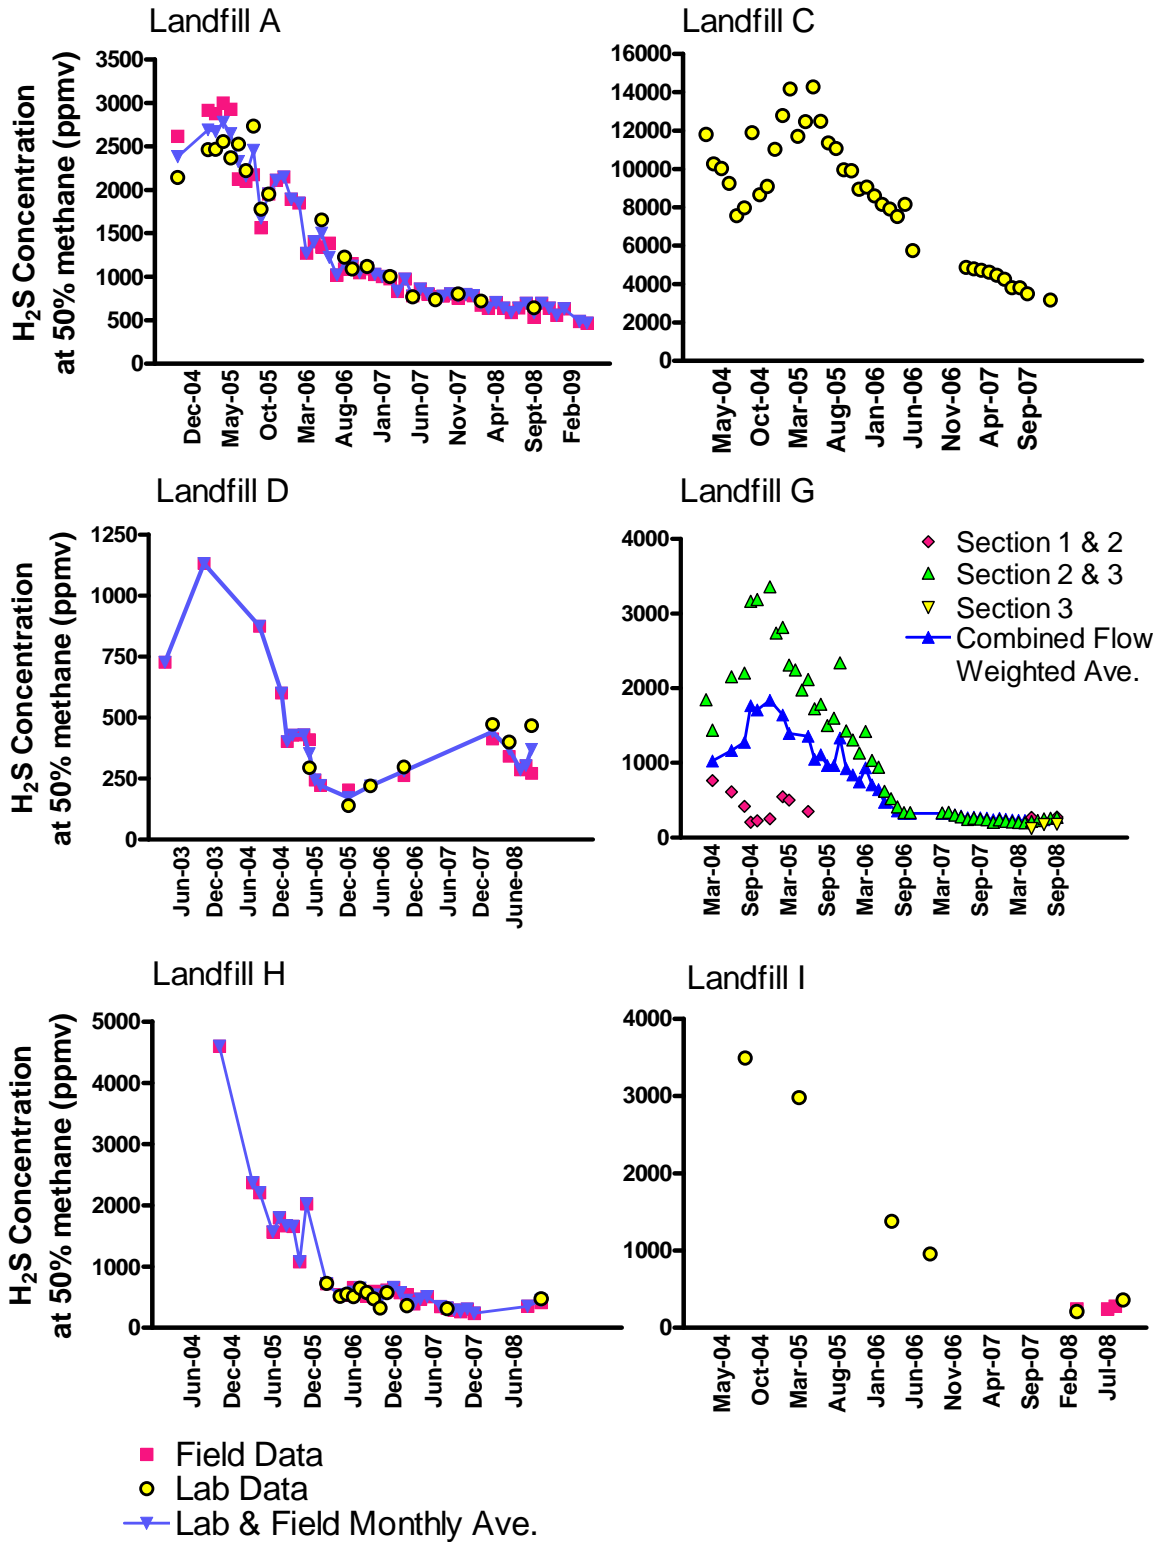 Landfill A
H2S Concentration
at 50% methane (ppmv)
3500
3000
2500
2000
1500
1000
500
0
Dec-04
May-05
Oct-05
Mar-06
Aug-06
Jan-07
Jun-07
Nov-07
Apr-08
Sept-08
Feb-09
Landfill C
16000
14000
12000
10000
8000
6000
4000
2000
0
May-04
Oct-04
Mar-05
Aug-05
Jan-06
Jun-06
Nov-06
Apr-07
Sep-07
Landfill D
H2S Concentration
at 50% methane (ppmv)
1250
1000
750
500
250
0
Jun-03
Dec-03
Jun-04
Dec-04
Jun-05
Dec-05
Jun-06
Dec-06
Jun-07
Dec-07
June-08
Landfill G
4000
3000
2000
1000
0
Mar-04
Sep-04
Mar-05
Sep-05
Mar-06
Sep-06
Mar-07
Sep-07
Mar-08
Sep-08
Section 1 & 2
Section 2 & 3
Section 3
Combined Flow
Weighted Ave.
Landfill H
H2S Concentration
at 50% methane (ppmv)
5000
4000
3000
2000
1000
0
Jun-04
Dec-04
Jun-05
Dec-05
Jun-06
Dec-06
Jun-07
Dec-07
Jun-08
Landfill I
4000
3000
2000
1000
0
May-04
Oct-04
Mar-05
Aug-05
Jan-06
Jun-06
Nov-06
Apr-07
Sep-07
Feb-08
Jul-08
Field Data
Lab Data
Lab & Field Monthly Ave.